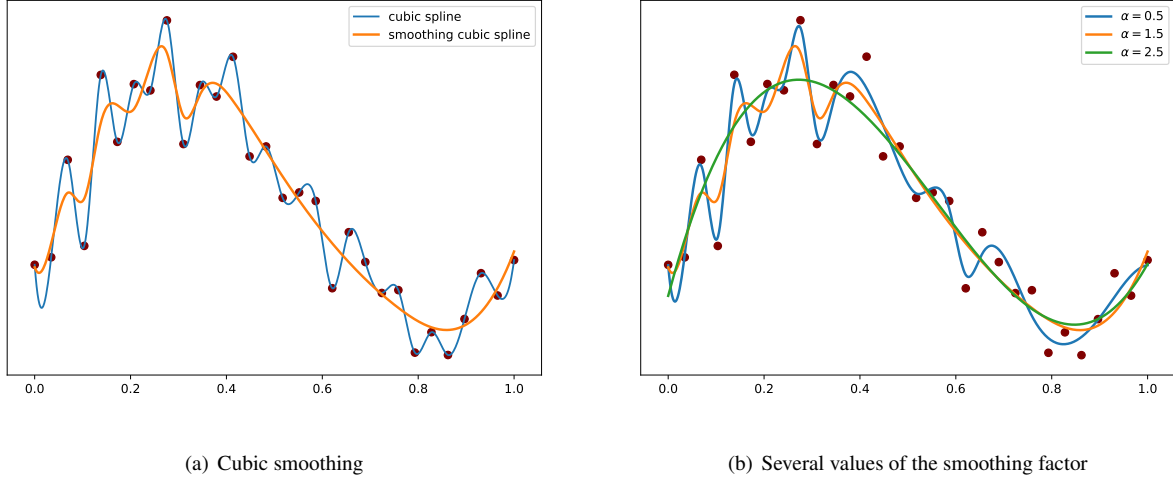 cubic spline
smoothing cubic spline
0.0 0.2 0.4 0.6 0.8 1.0
(a) Cubic smoothing
α = 0.5
α = 1.5
α = 2.5
0.0 0.2 0.4 0.6 0.8 1.0
(b) Several values of the smoothing factor